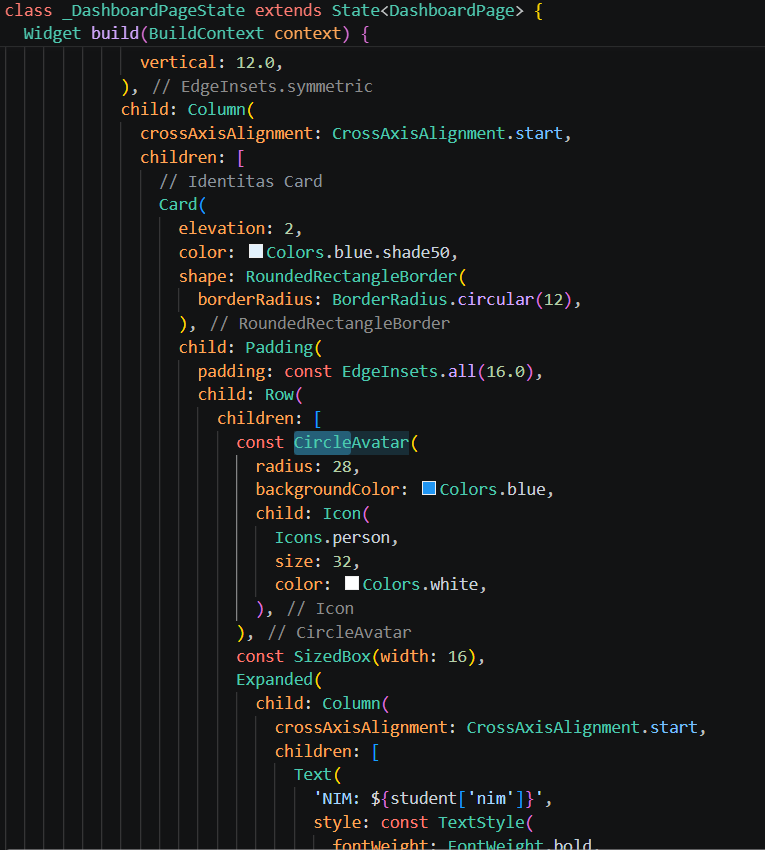 class _DashboardPageState extends State<DashboardPage> {
Widget build(BuildContext context) {
vertical: 12.0,
), // EdgeInsets.symmetric
child: Column(
crossAxisAlignment: CrossAxisAlignment.start,
children: [
// Identitas Card
Card(
elevation: 2,
color: Colors.blue.shade50,
shape: RoundedRectangleBorder(
borderRadius: BorderRadius.circular(12),
), // RoundedRectangleBorder
child: Padding(
padding: const EdgeInsets.all(16.0),
child: Row(
children: [
const CircleAvatar(
radius: 28,
backgroundColor: Colors.blue,
child: Icon(
Icons.person,
size: 32,
color: Colors.white,
), // Icon
), // CircleAvatar
const SizedBox(width: 16),
Expanded(
child: Column(
crossAxisAlignment: CrossAxisAlignment.start,
children: [
Text(
'NIM: ${student['nim']}',
style: const TextStyle(
fontWeight: FontWeight.bold,